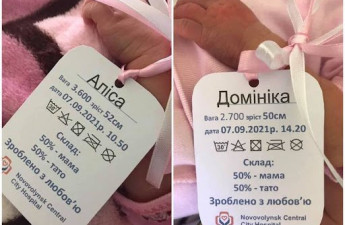 Аліса
Вага 3.600 зріст 52см
дата 07.09.2021р. 10.50
Склад:
50% - мама
50% - тато
Зроблено з любов'ю
Novovolynsk Central
City Hospital
Домініка
Вага 2.700 зріст 50см
дата 07.09.2021р. 14.20
Склад:
50% - мама
50% - тато
Зроблено з любов'ю
Novovolynsk Central
City Hospital